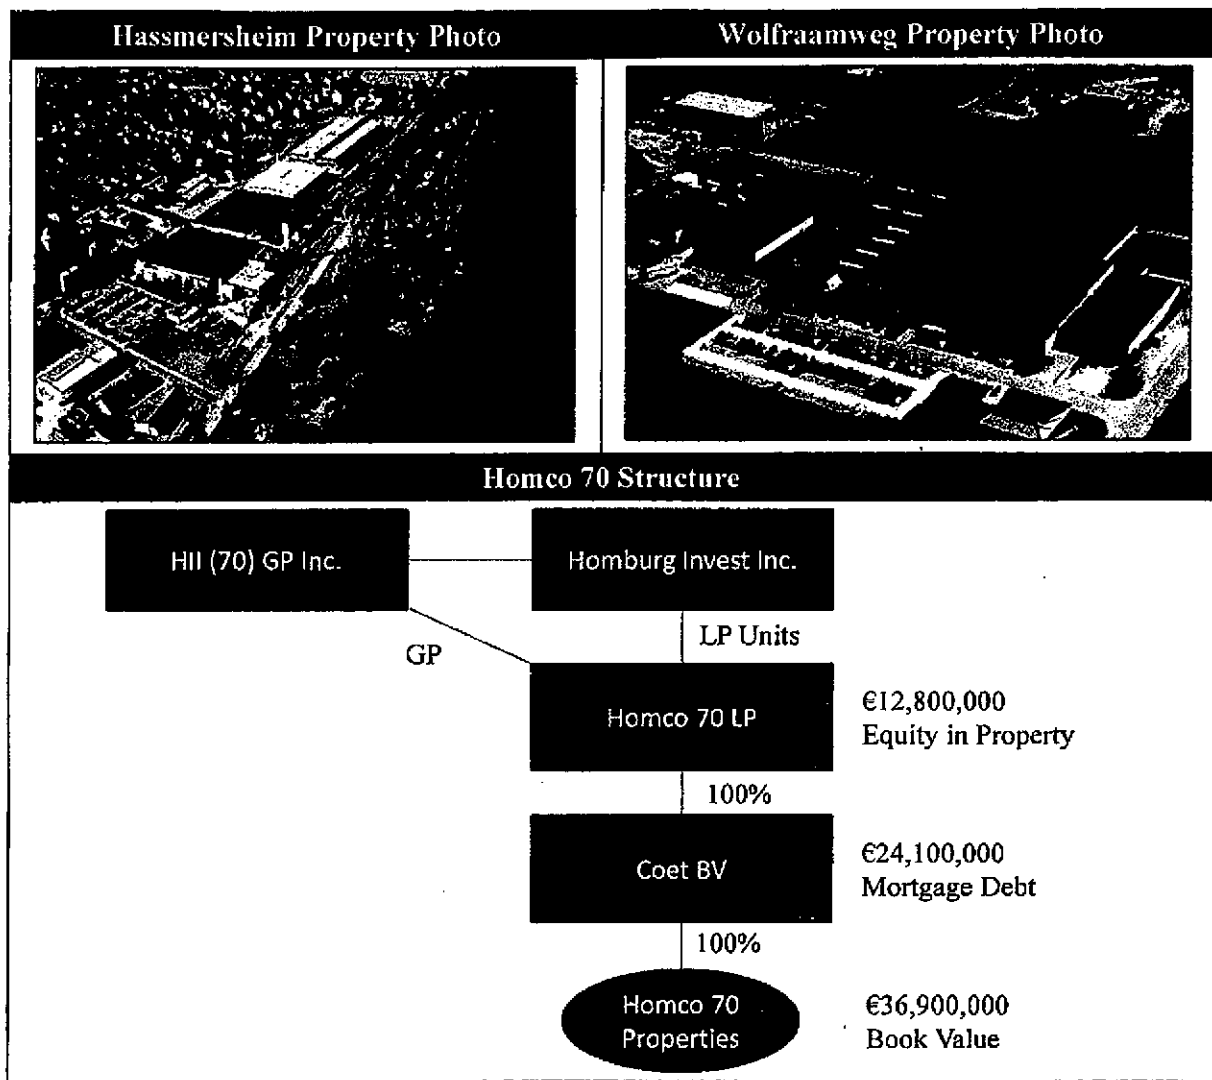 Hassmersheim Property Photo
Wolfraamweg Property Photo
Homco 70 Structure
HII (70) GP Inc.
Homburg Invest Inc.
GP
LP Units
Homco 70 LP
€12,800,000
Equity in Property
100%
Coet BV
€24,100,000
Mortgage Debt
100%
Homco 70
Properties
€36,900,000
Book Value